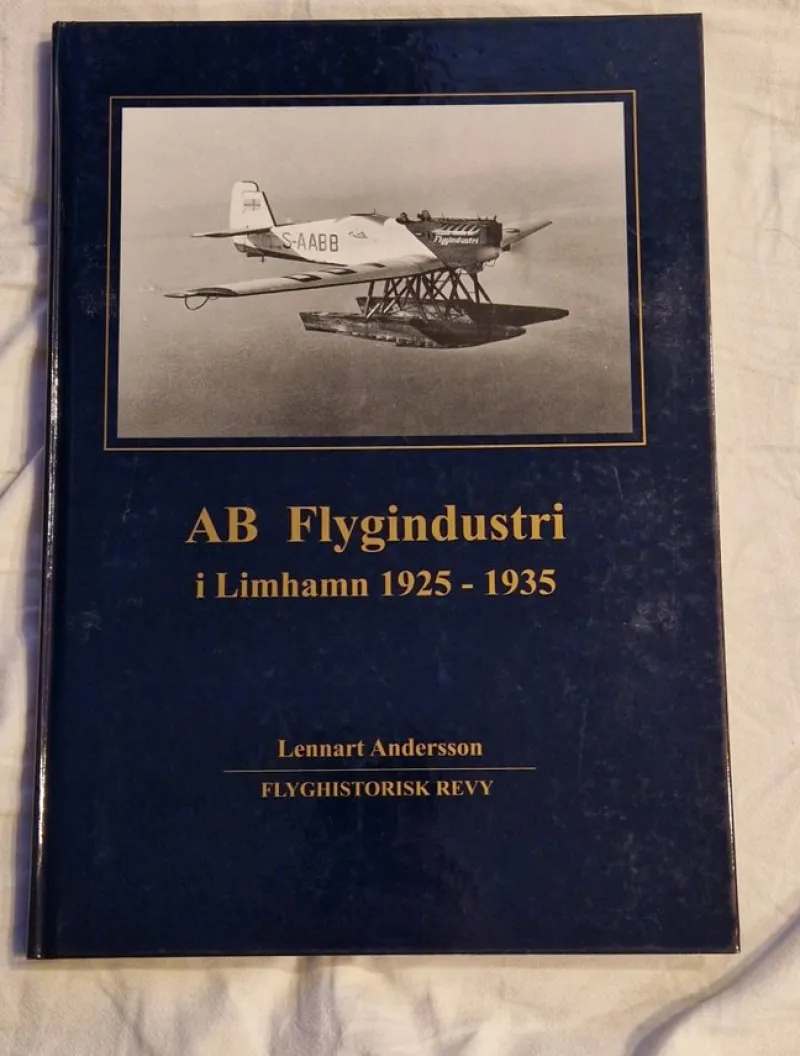 S-AABB
Flygindustri
AB Flygindustri
i Limhamn 1925 - 1935
Lennart Andersson
FLYGHISTORISK REVY